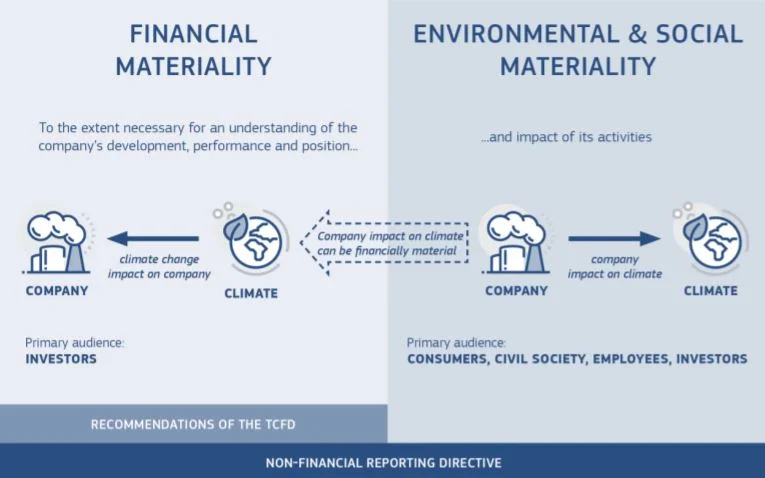 FINANCIAL
MATERIALITY
To the extent necessary for an understanding of the
company's development, performance and position...
climate change
impact on company
COMPANY
CLIMATE
Primary audience:
INVESTORS
RECOMMENDATIONS OF THE TCFD
Company impact on climate
can be financially material
ENVIRONMENTAL & SOCIAL
MATERIALITY
...and impact of its activities
company
impact on climate
COMPANY
CLIMATE
Primary audience:
CONSUMERS, CIVIL SOCIETY, EMPLOYEES, INVESTORS
NON-FINANCIAL REPORTING DIRECTIVE